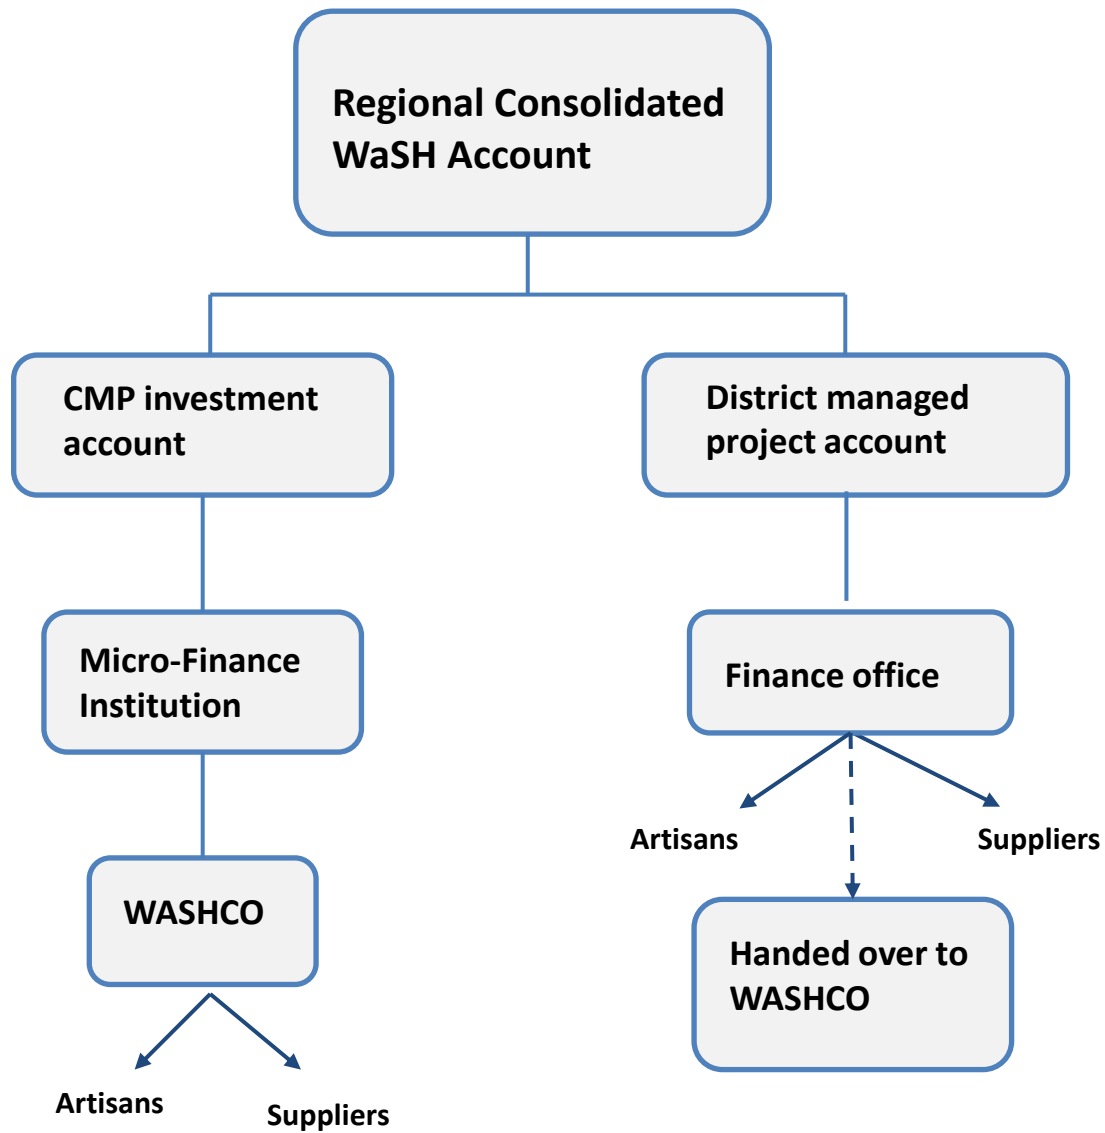 Regional Consolidated
WaSH Account
CMP investment
account
District managed
project account
Micro-Finance
Institution
Finance office
Artisans
Suppliers
WASHCO
Handed over to
WASHCO
Artisans
Suppliers